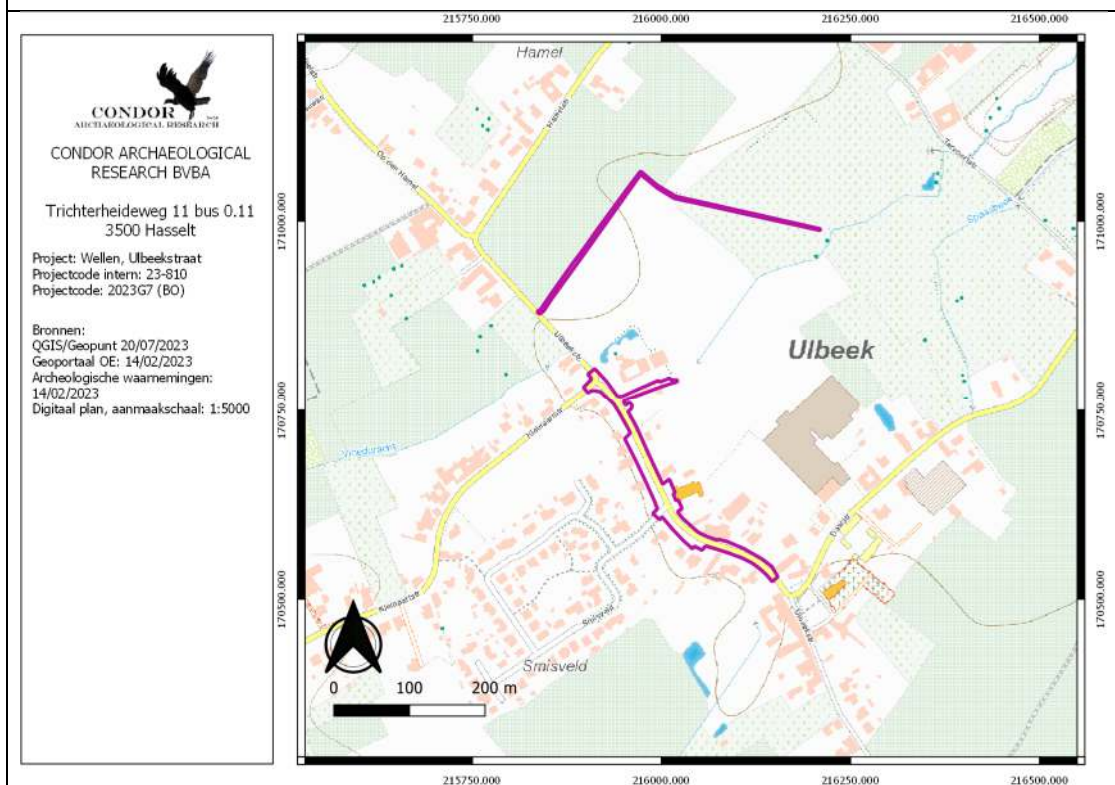 CONDOR
ARCHAEOLOGICAL RESEARCH
CONDOR ARCHAEOLOGICAL
RESEARCH BVBA
Trichterheideweg 11 bus 0.11
3500 Hasselt
Project: Wellen, Ulbeekstraat
Projectcode intern: 23-810
Projectcode: 2023G7 (BO)
Bronnen:
QGIS/Geopunt 20/07/2023
Geoportaal OE: 14/02/2023
Archeologische waarnemingen:
14/02/2023
Digitaal plan, aanmaakschaal: 1:5000
215750.000
216000.000
216250.000
216500.000
Hamel
Op den Hamel
171000.000
171000.000
Ulbeekstr
Ulbeek
170750.000
170750.000
170500.000
170500.000
Smisveld
Smisveld
0
100
200 m
215750.000
216000.000
216250.000
216500.000